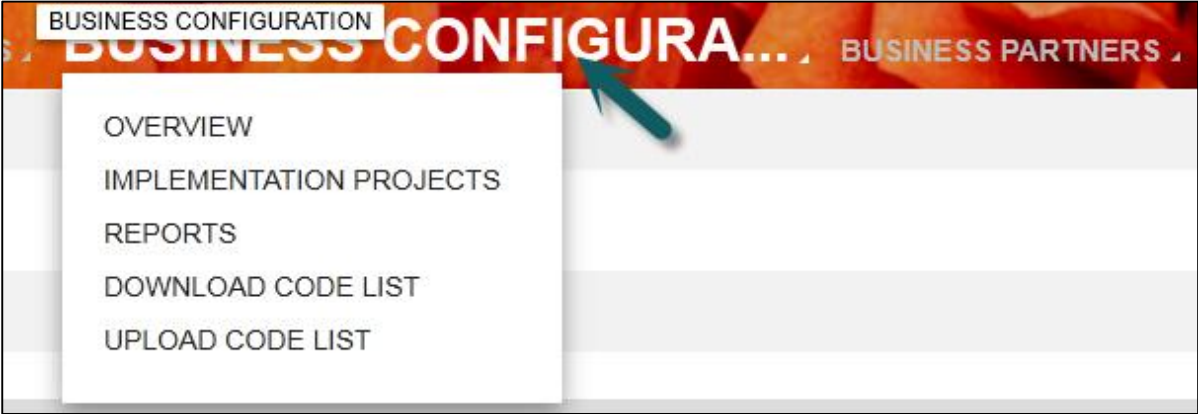 BUSINESS CONFIGURATION
S
BUSINESS CONFIGURA...
BUSINESS PARTNERS
OVERVIEW
IMPLEMENTATION PROJECTS
REPORTS
DOWNLOAD CODE LIST
UPLOAD CODE LIST